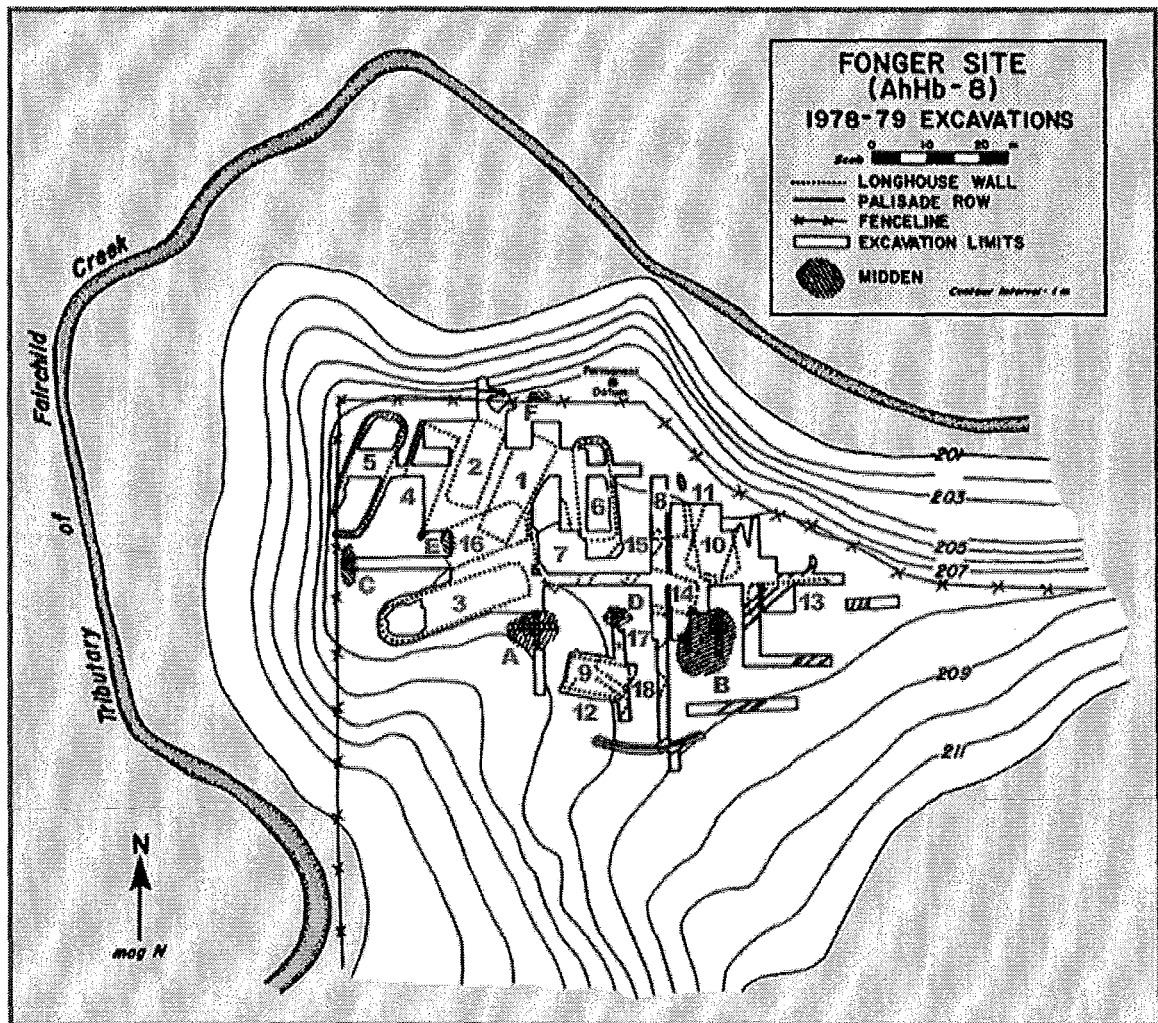 FONGER SITE
(AhHb-8)
1978-79 EXCAVATIONS
Scale 0 10 20 m
LONGHOUSE WALL
PALISADE ROW
FENCELINE
EXCAVATION LIMITS
MIDDEN
Contour Interval - 1 m
Tributary of Fairchild Creek
Permanent
Datum
F
5
2
1
4
6
8
11
E
16
7
15
10
C
3
D
14
13
A
17
B
9
18
12
201
203
205
207
209
211
N
mag N